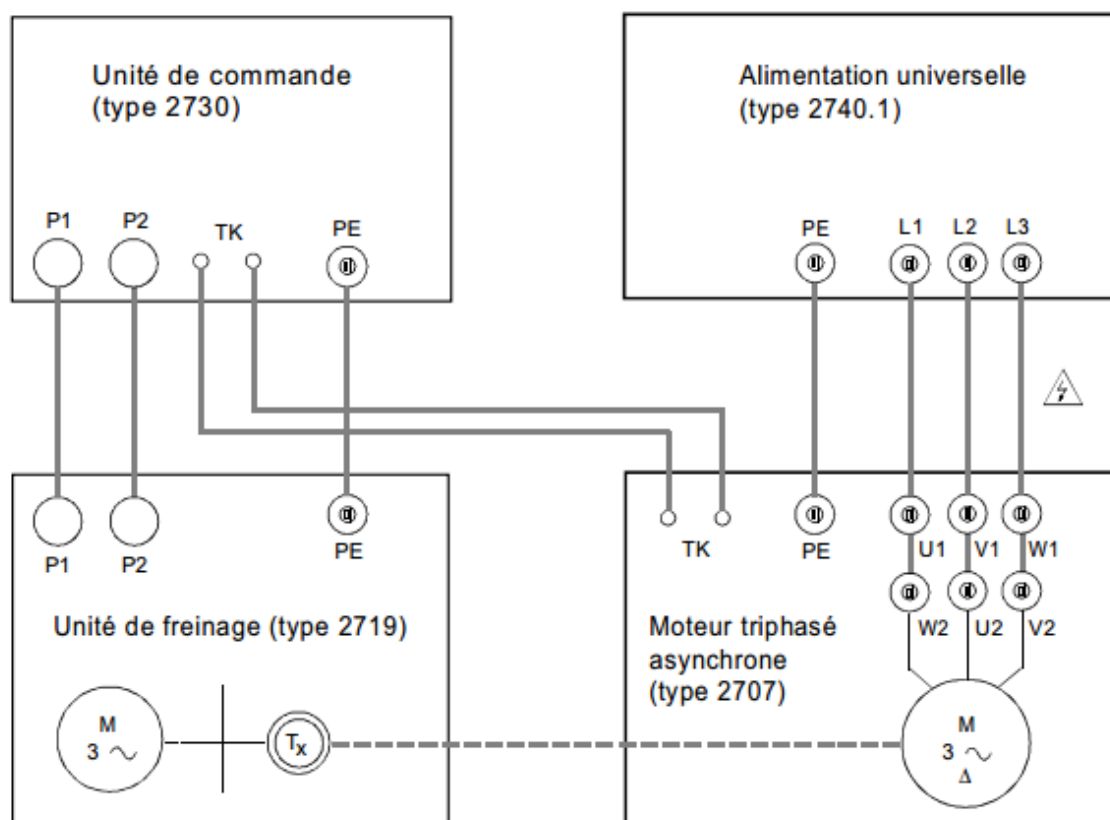 Unité de commande
(type 2730)
Alimentation universelle
(type 2740.1)
P1 P2 TK PE
PE L1 L2 L3
P1 P2 PE
TK PE U1 V1 W1
W2 U2 V2
Unité de freinage (type 2719)
Moteur triphasé
asynchrone
(type 2707)
M
3 ~
Tx
M
3 ~
Δ